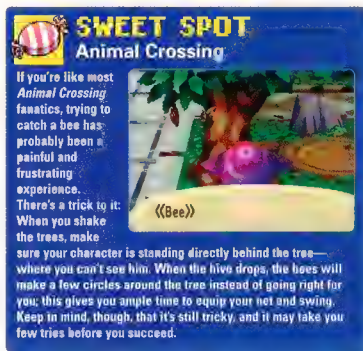 SWEET SPOT
Animal Crossing
If you're like most
Animal Crossing
fanatics, trying to
catch a bee has
probably been a
painful and
frustrating
experience.
There's a trick to it:
When you shake
the trees, make
《Bee》
sure your character is standing directly behind the tree—
where you can't see him. When the hive drops, the bees will
make a few circles around the tree instead of going right for
you; this gives you ample time to equip your net and swing.
Keep in mind, though, that it's still tricky, and it may take you
few tries before you succeed.